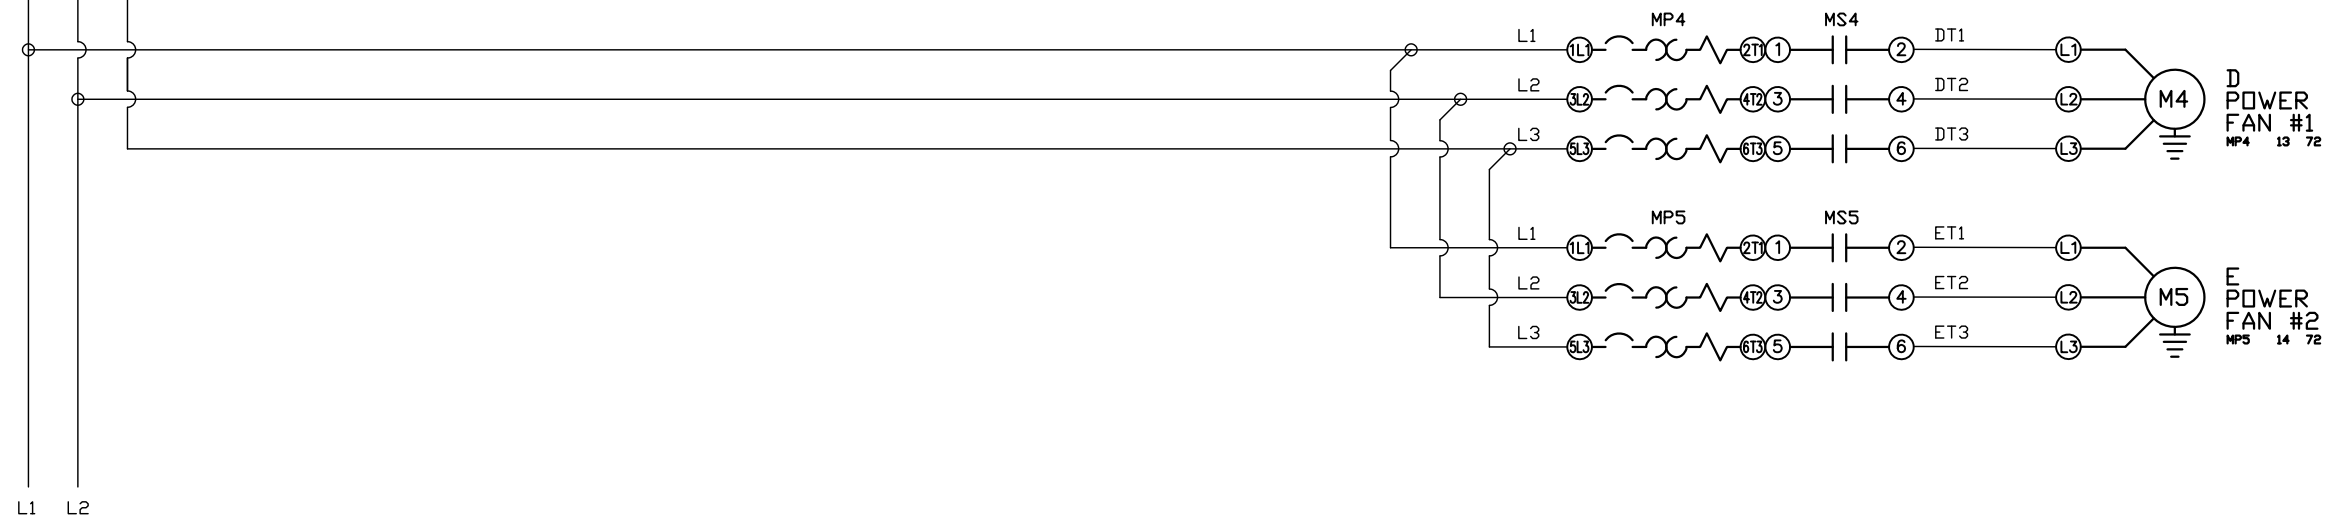 MP4 MS4
L1 1L1 2T1 1 2 DT1 L1
L2 3L2 4T2 3 4 DT2 L2
L3 5L3 6T3 5 6 DT3 L3
M4
D
POWER
FAN #1
MP4 13 72
MP5 MS5
L1 1L1 2T1 1 2 ET1 L1
L2 3L2 4T2 3 4 ET2 L2
L3 5L3 6T3 5 6 ET3 L3
M5
E
POWER
FAN #2
MP5 14 72
L1 L2